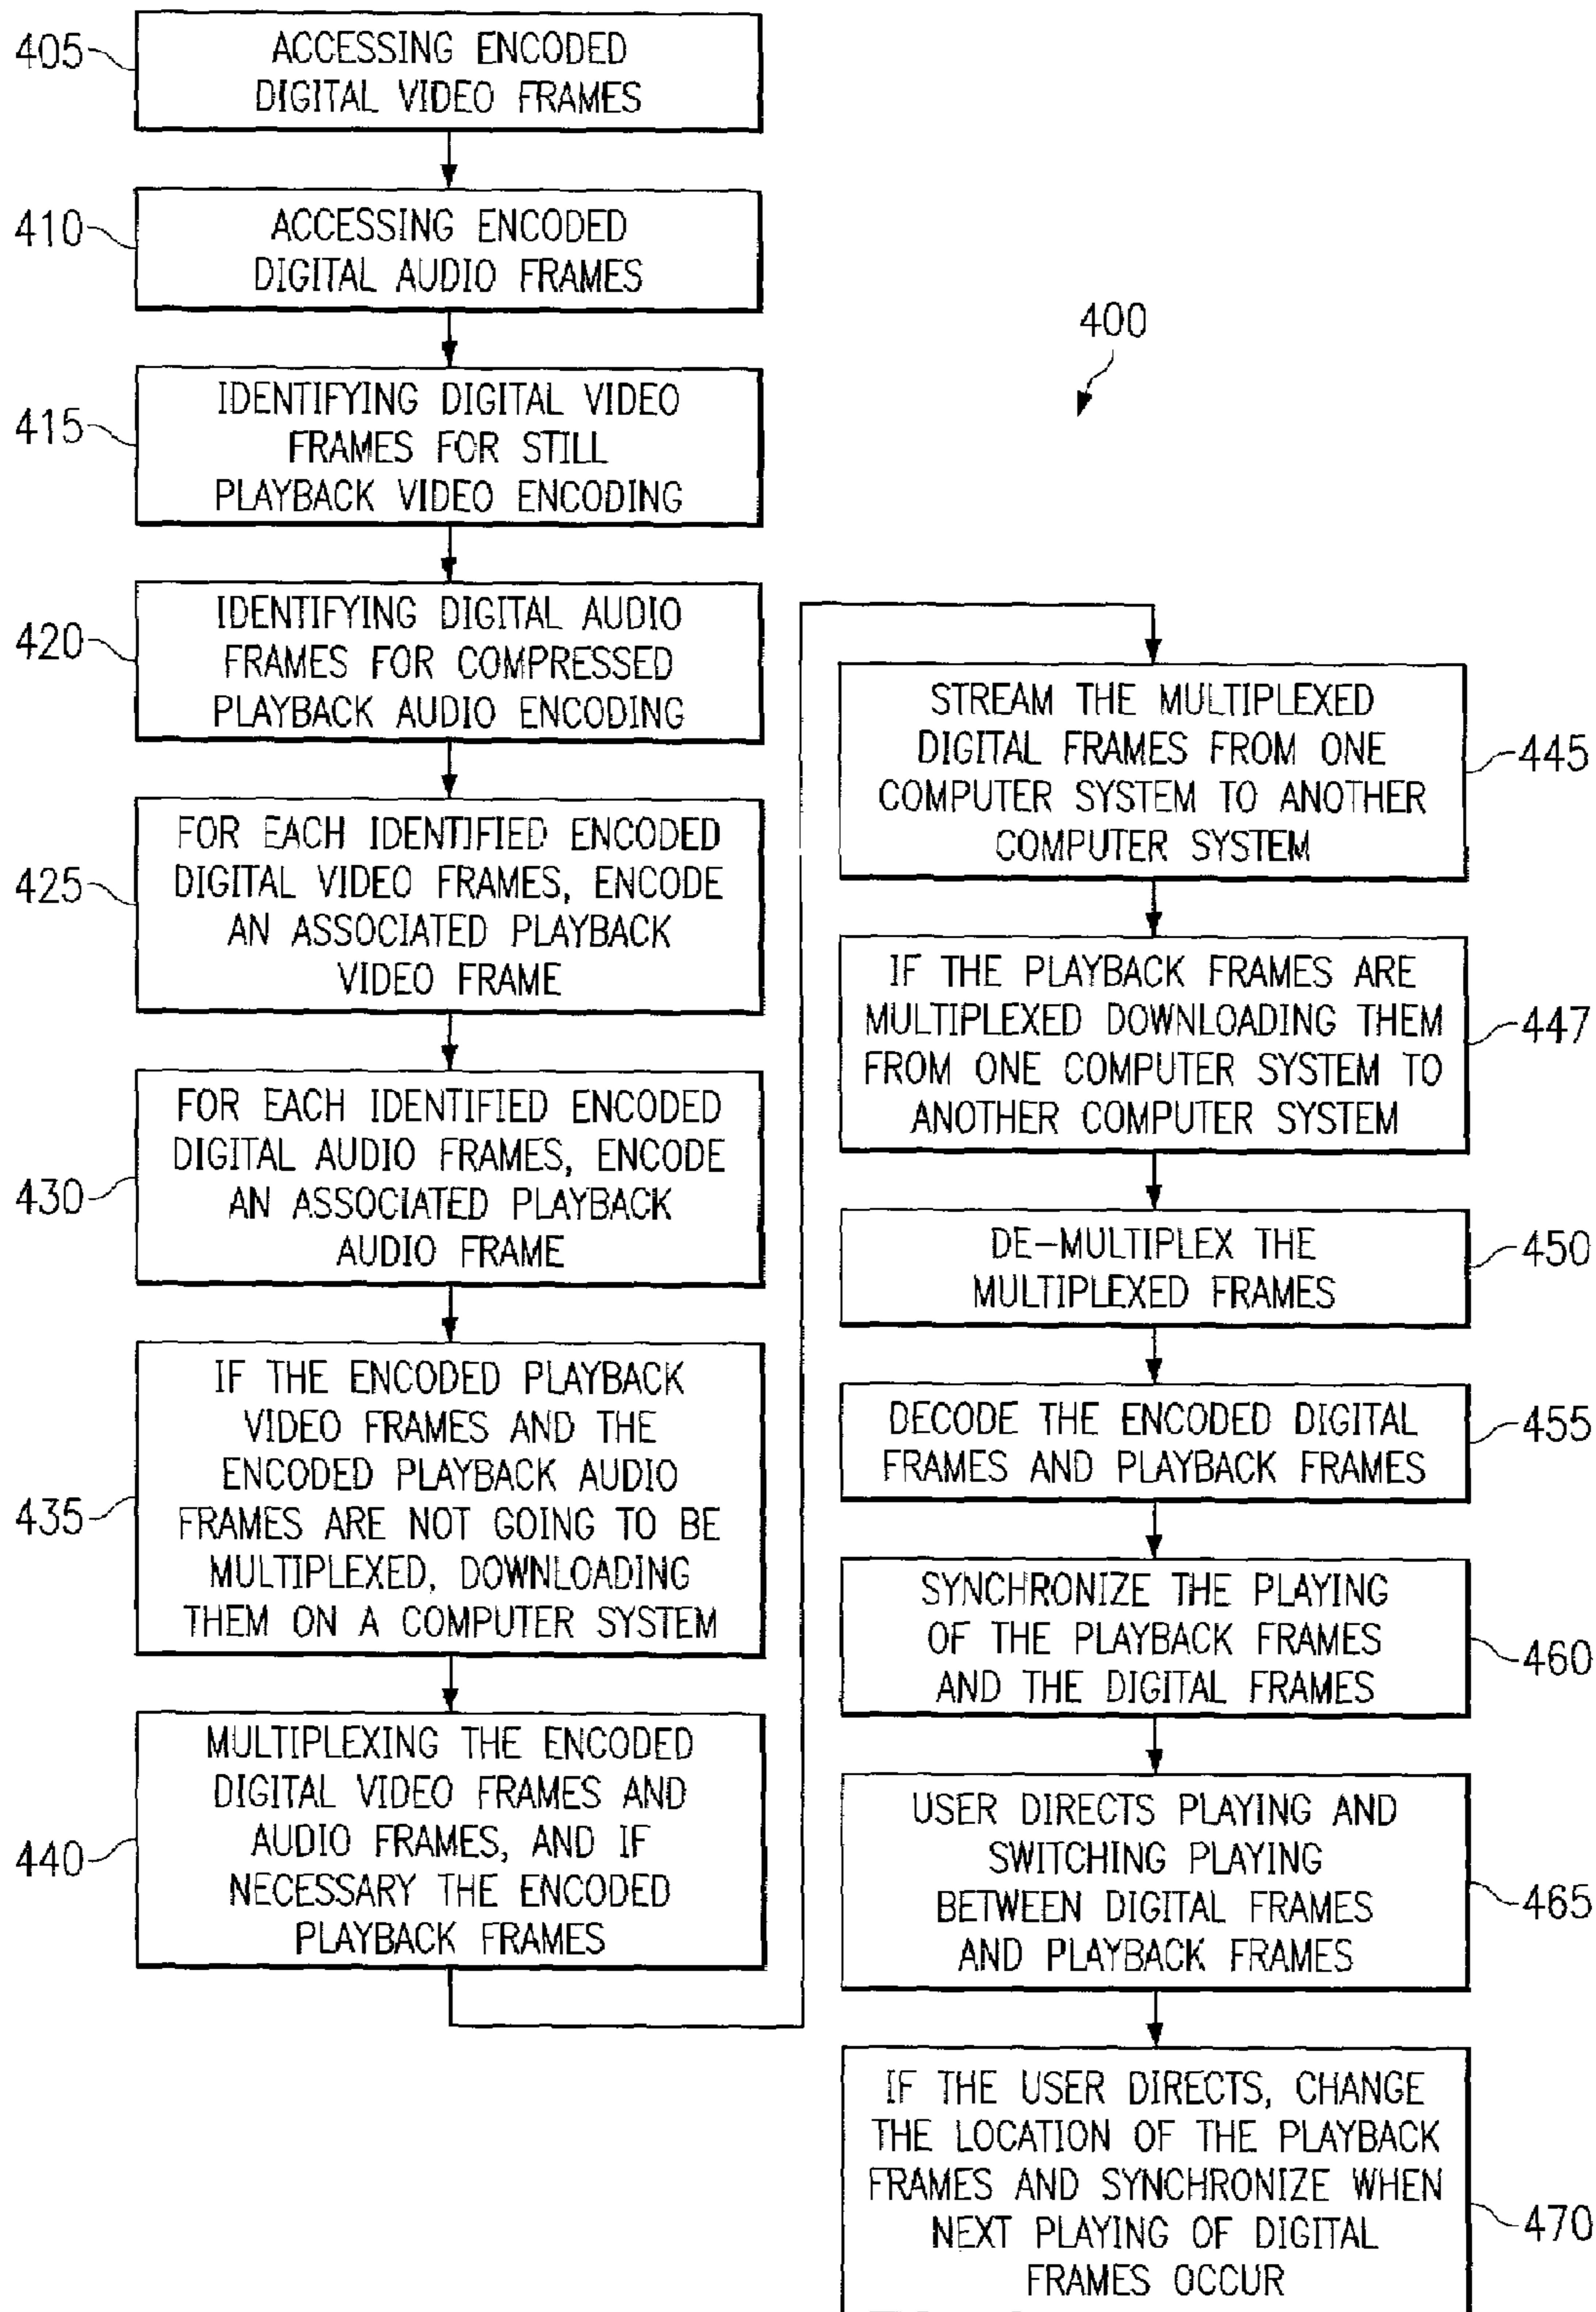 405
ACCESSING ENCODED
DIGITAL VIDEO FRAMES
410
ACCESSING ENCODED
DIGITAL AUDIO FRAMES
415
IDENTIFYING DIGITAL VIDEO
FRAMES FOR STILL
PLAYBACK VIDEO ENCODING
420
IDENTIFYING DIGITAL AUDIO
FRAMES FOR COMPRESSED
PLAYBACK AUDIO ENCODING
425
FOR EACH IDENTIFIED ENCODED
DIGITAL VIDEO FRAMES, ENCODE
AN ASSOCIATED PLAYBACK
VIDEO FRAME
430
FOR EACH IDENTIFIED ENCODED
DIGITAL AUDIO FRAMES, ENCODE
AN ASSOCIATED PLAYBACK
AUDIO FRAME
435
IF THE ENCODED PLAYBACK
VIDEO FRAMES AND THE
ENCODED PLAYBACK AUDIO
FRAMES ARE NOT GOING TO BE
MULTIPLEXED, DOWNLOADING
THEM ON A COMPUTER SYSTEM
440
MULTIPLEXING THE ENCODED
DIGITAL VIDEO FRAMES AND
AUDIO FRAMES, AND IF
NECESSARY THE ENCODED
PLAYBACK FRAMES
400
STREAM THE MULTIPLEXED
DIGITAL FRAMES FROM ONE
COMPUTER SYSTEM TO ANOTHER
COMPUTER SYSTEM
445
IF THE PLAYBACK FRAMES ARE
MULTIPLEXED DOWNLOADING THEM
FROM ONE COMPUTER SYSTEM TO
ANOTHER COMPUTER SYSTEM
447
DE-MULTIPLEX THE
MULTIPLEXED FRAMES
450
DECODE THE ENCODED DIGITAL
FRAMES AND PLAYBACK FRAMES
455
SYNCHRONIZE THE PLAYING
OF THE PLAYBACK FRAMES
AND THE DIGITAL FRAMES
460
USER DIRECTS PLAYING AND
SWITCHING PLAYING
BETWEEN DIGITAL FRAMES
AND PLAYBACK FRAMES
465
IF THE USER DIRECTS, CHANGE
THE LOCATION OF THE PLAYBACK
FRAMES AND SYNCHRONIZE WHEN
NEXT PLAYING OF DIGITAL
FRAMES OCCUR
470